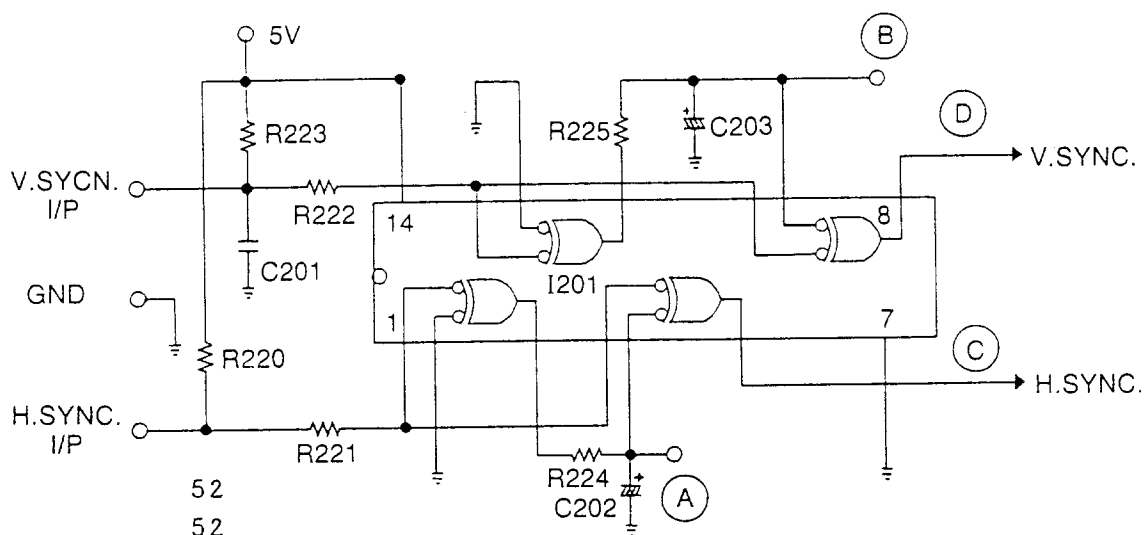 5V
B
R223
R225
C203
D
V.SYCN.
I/P
V.SYNC.
R222
14
8
C201
I201
GND
1
7
R220
C
H.SYNC.
H.SYNC.
I/P
R221
R224
C202
A
52
52